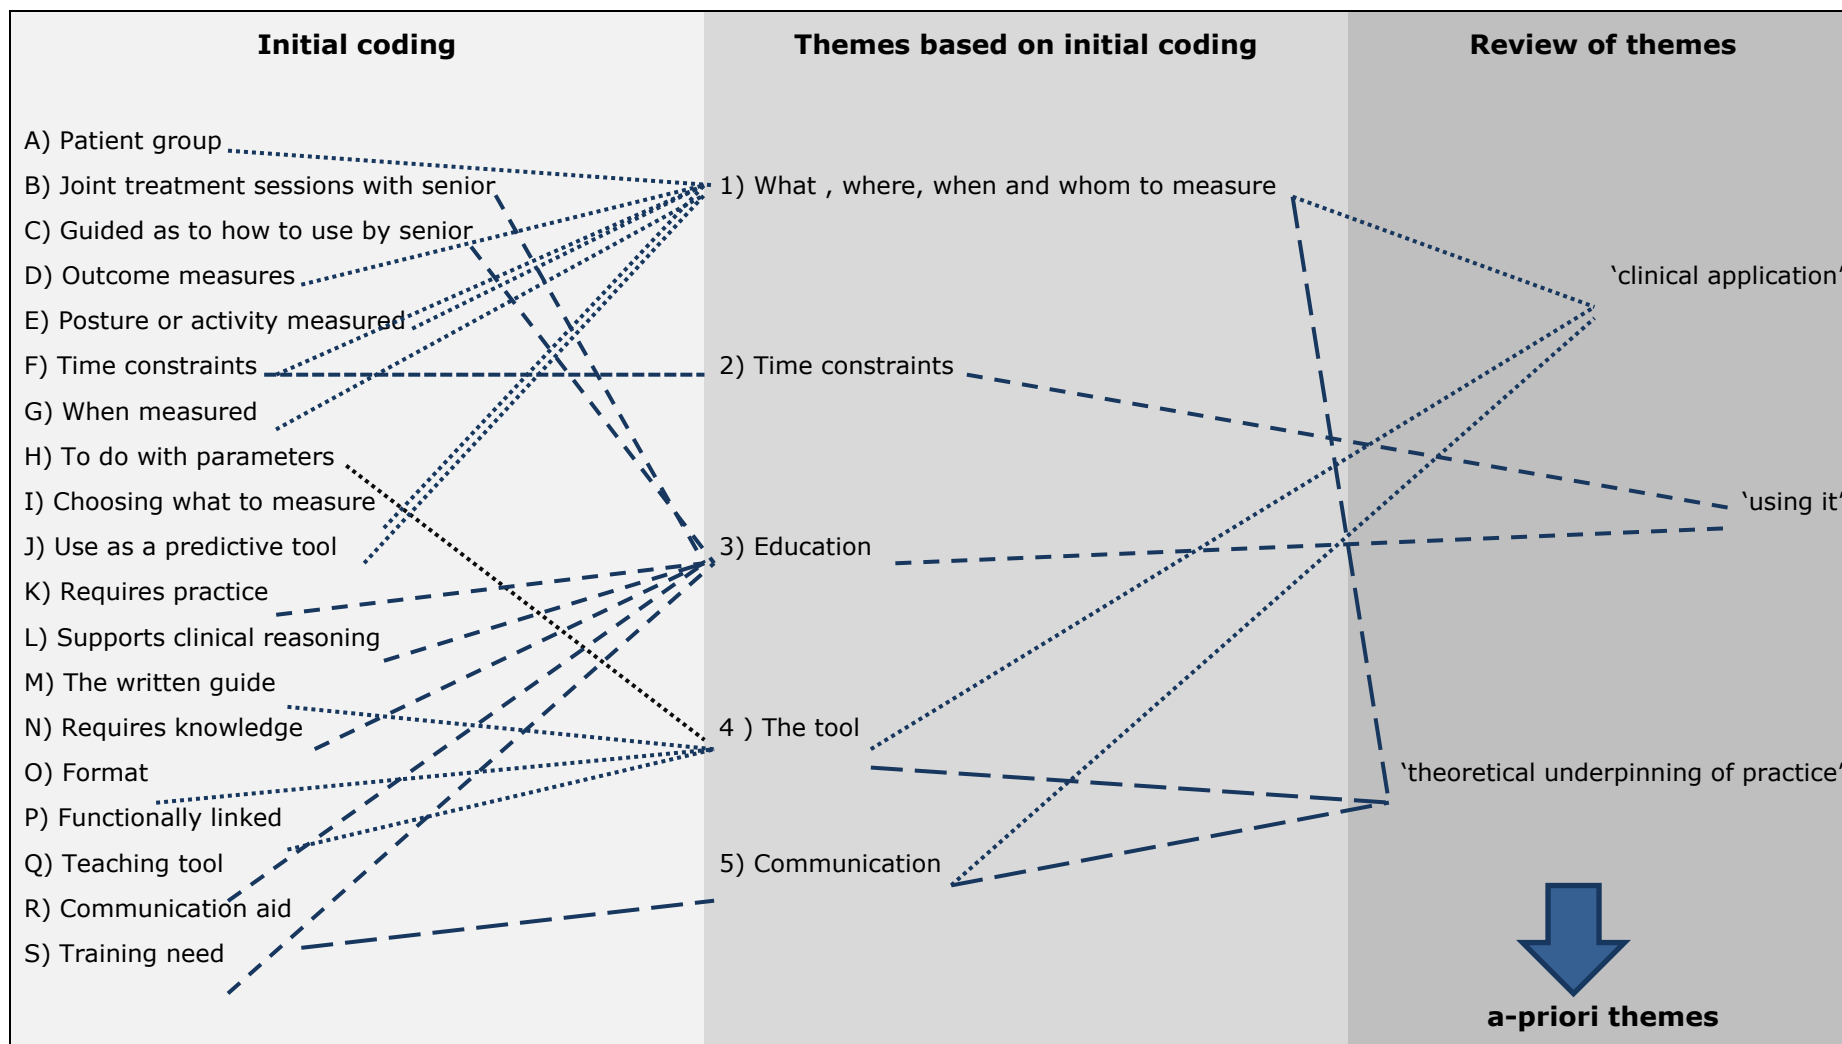 Initial coding
A) Patient group
B) Joint treatment sessions with senior
C) Guided as to how to use by senior
D) Outcome measures
E) Posture or activity measured
F) Time constraints
G) When measured
H) To do with parameters
I) Choosing what to measure
J) Use as a predictive tool
K) Requires practice
L) Supports clinical reasoning
M) The written guide
N) Requires knowledge
O) Format
P) Functionally linked
Q) Teaching tool
R) Communication aid
S) Training need
Themes based on initial coding
1) What , where, when and whom to measure
2) Time constraints
3) Education
4 ) The tool
5) Communication
Review of themes
‘clinical application’
‘using it’
‘theoretical underpinning of practice’
a-priori themes